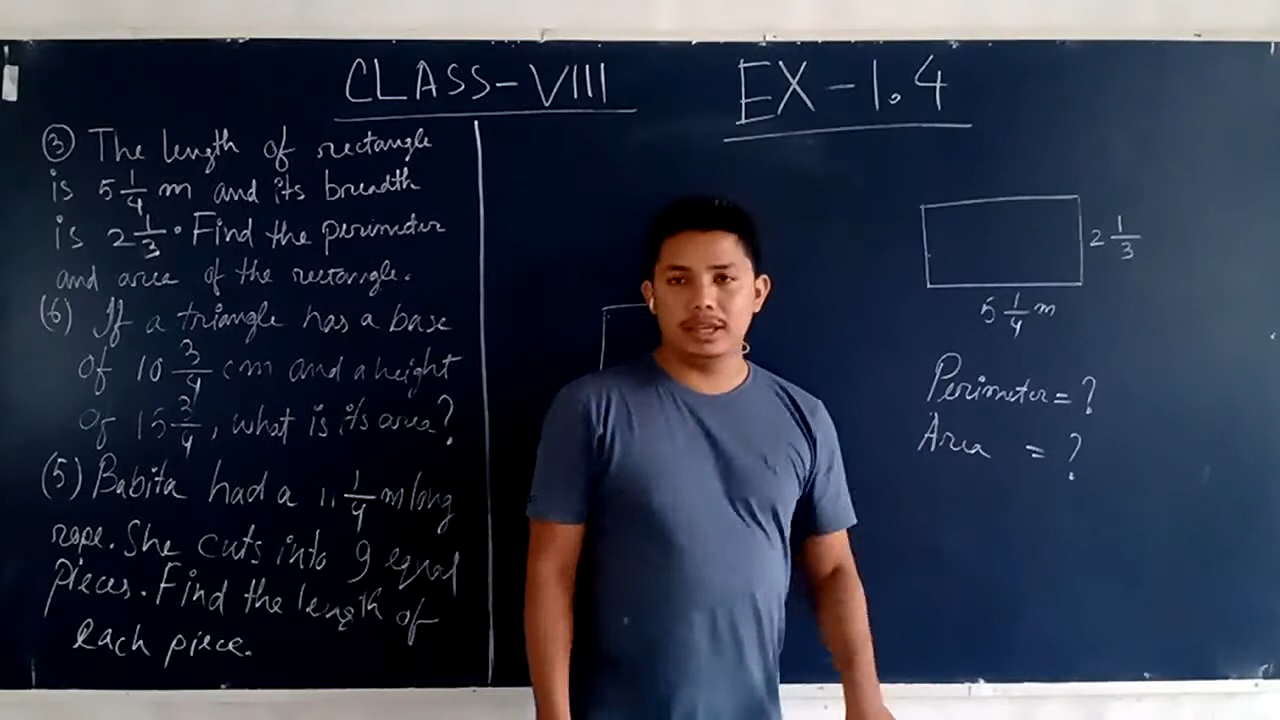 CLASS-VIII
EX-1.4
③ The length of rectangle
is 5 1/4 m and its breadth
is 2 1/3. Find the perimeter
and area of the rectangle.
(6) If a triangle has a base
of 10 3/4 cm and a height
of 15 3/4, what is its area?
(5) Babita had a 11 1/4 m long
rope. She cuts into 9 equal
pieces. Find the length of
each piece.
2 1/3
5 1/4 m
Perimeter = ?
Area = ?